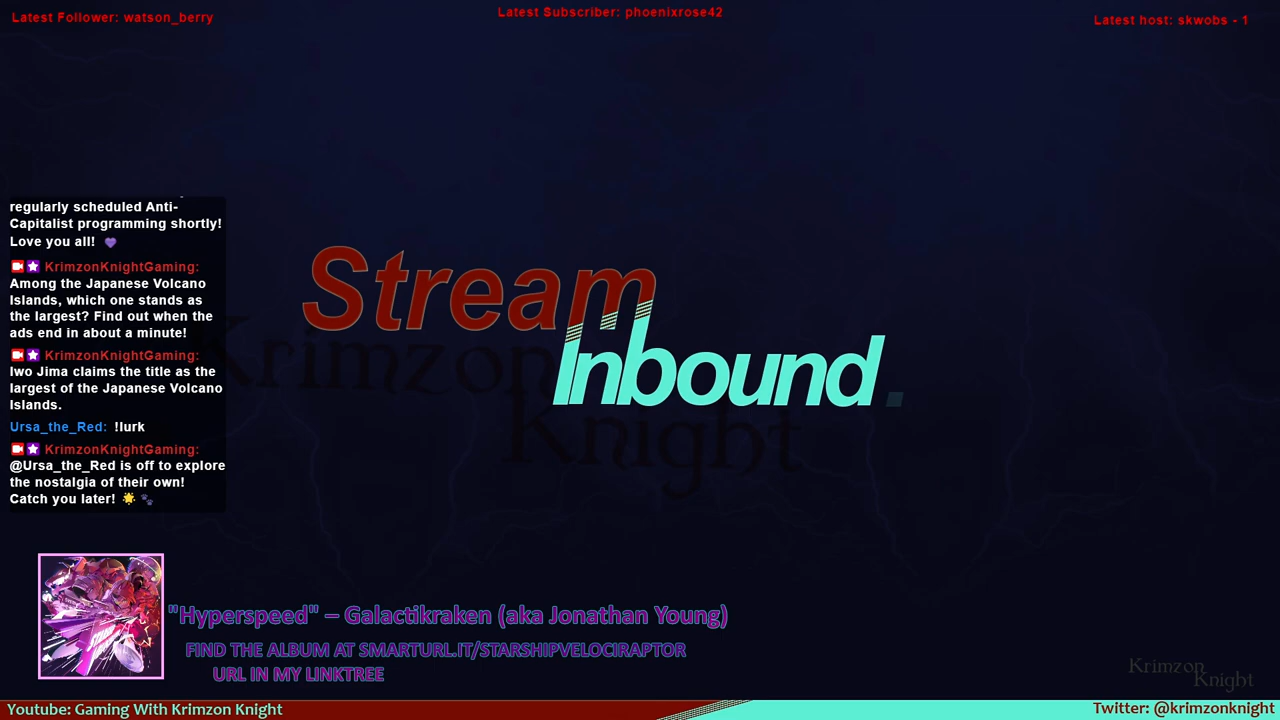 Latest Follower: watson_berry
Latest Subscriber: phoenixrose42
Latest host: skwobs - 1
regularly scheduled Anti-
Capitalist programming shortly!
Love you all! 💜
KrimzonKnightGaming:
Among the Japanese Volcano
Islands, which one stands as
the largest? Find out when the
ads end in about a minute!
KrimzonKnightGaming:
Iwo Jima claims the title as the
largest of the Japanese Volcano
Islands.
Ursa_the_Red: !lurk
KrimzonKnightGaming:
@Ursa_the_Red is off to explore
the nostalgia of their own!
Catch you later! 🌟 🐾
Stream
Inbound.
Krimzon
Knight
"Hyperspeed" – Galactikraken (aka Jonathan Young)
FIND THE ALBUM AT SMARTURL.IT/STARSHIPVELOCIRAPTOR
URL IN MY LINKTREE
Krimzon
Knight
Youtube: Gaming With Krimzon Knight
Twitter: @krimzonknight